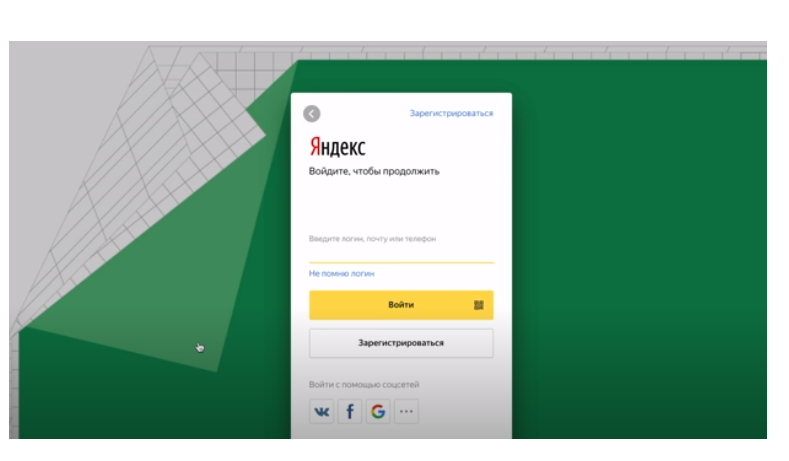 Зарегистрироваться
Яндекс
Войдите, чтобы продолжить
Введите логин, почту или телефон
Не помню логин
Войти
Зарегистрироваться
Войти с помощью соцсетей